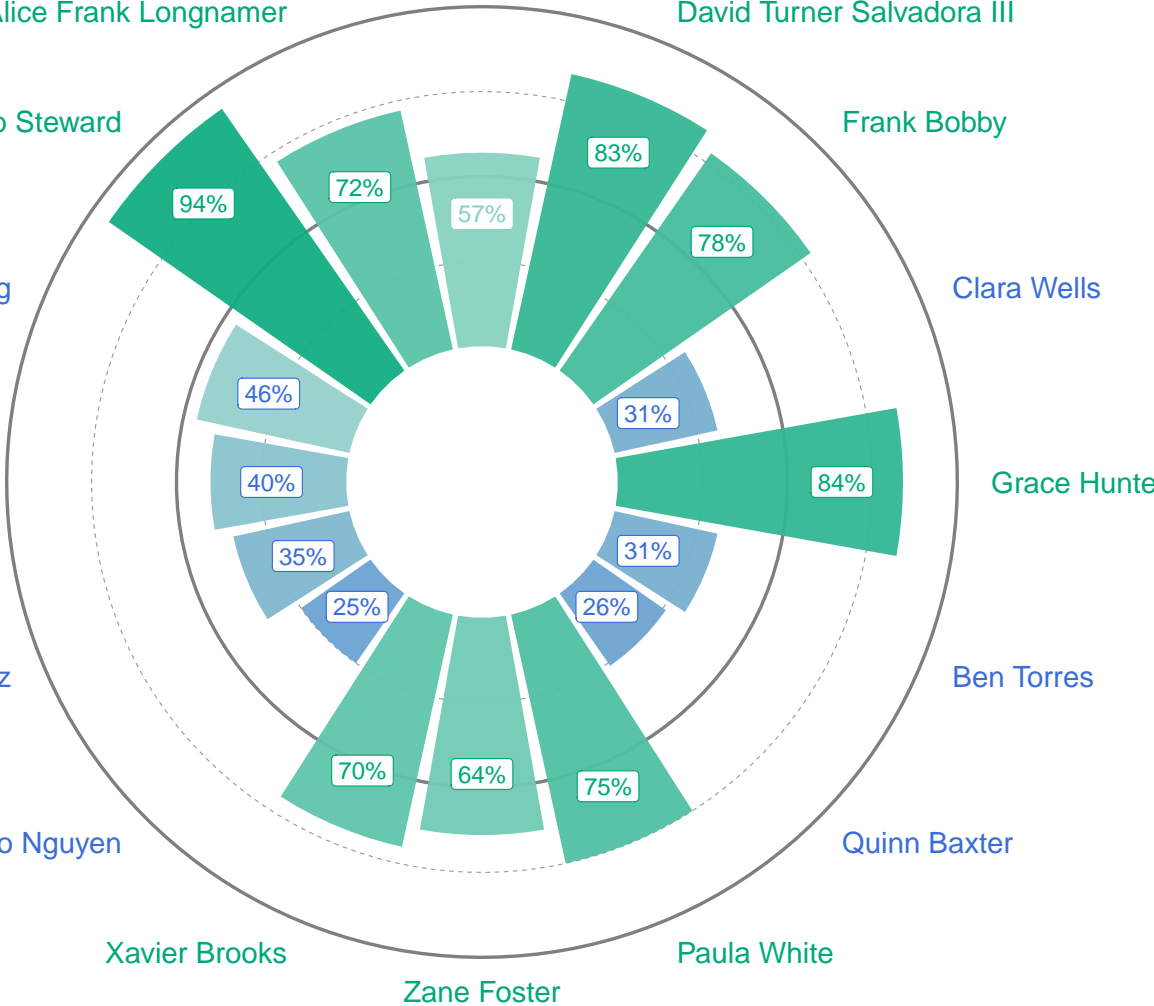 Alice Frank Longnamer
David Turner Salvadora III
Steward
Frank Bobby
83%
72%
94%
57%
78%
Clara Wells
46%
31%
40%
84%
Grace Hunte
35%
31%
25%
26%
Ben Torres
70%
64%
75%
Nguyen
Quinn Baxter
Xavier Brooks
Paula White
Zane Foster